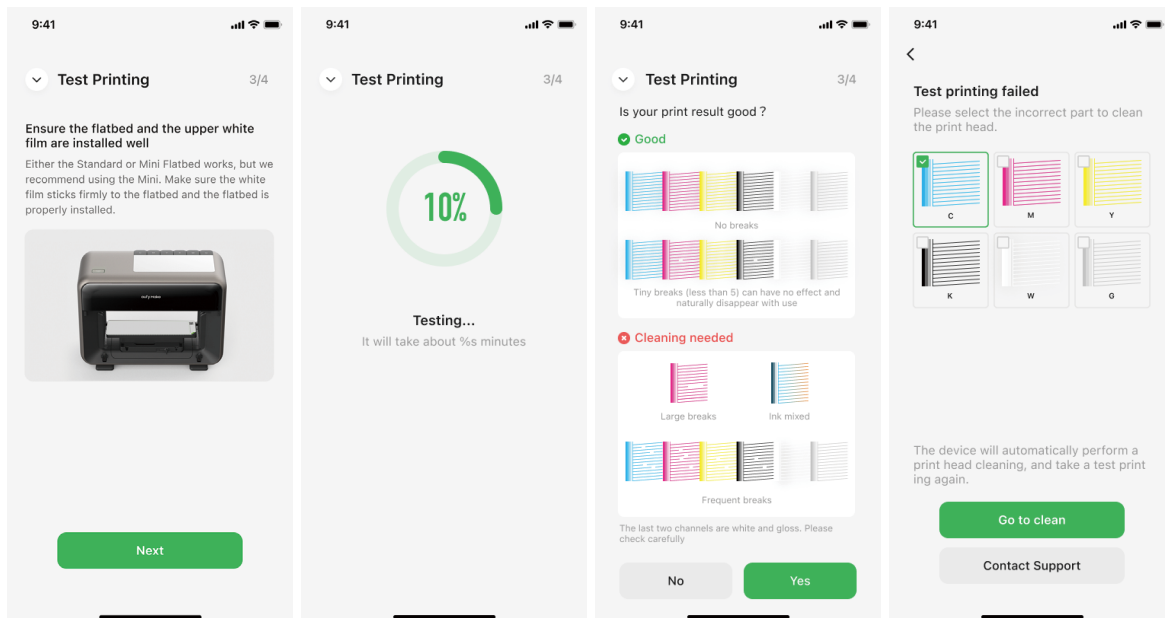 9:41
Test Printing
3/4
Ensure the flatbed and the upper white
film are installed well
Either the Standard or Mini Flatbed works, but we
recommend using the Mini. Make sure the white
film sticks firmly to the flatbed and the flatbed is
properly installed.
eufyMake
Next
9:41
Test Printing
3/4
10%
Testing...
It will take about %s minutes
9:41
Test Printing
3/4
Is your print result good ?
Good
No breaks
Tiny breaks (less than 5) can have no effect and
naturally disappear with use
Cleaning needed
Large breaks
Ink mixed
Frequent breaks
The last two channels are white and gloss. Please
check carefully
No
Yes
9:41
Test printing failed
Please select the incorrect part to clean
the print head.
C
M
Y
K
W
G
The device will automatically perform a
print head cleaning, and take a test print
ing again.
Go to clean
Contact Support